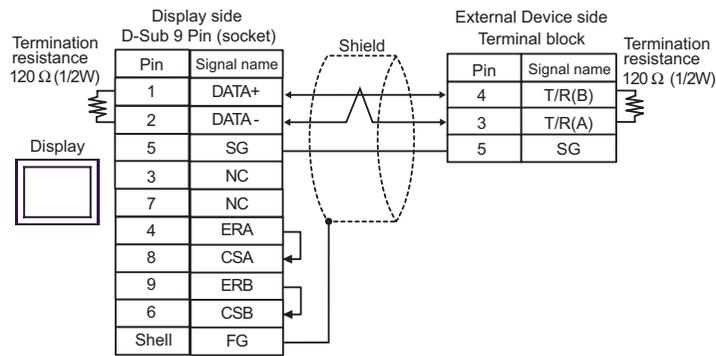 Display side
D-Sub 9 Pin (socket)
External Device side
Terminal block
Termination
resistance
120 Ω (1/2W)
Shield
Termination
resistance
120 Ω (1/2W)
Display
Pin Signal name
1 DATA+
2 DATA-
5 SG
3 NC
7 NC
4 ERA
8 CSA
9 ERB
6 CSB
Shell FG
Pin Signal name
4 T/R(B)
3 T/R(A)
5 SG